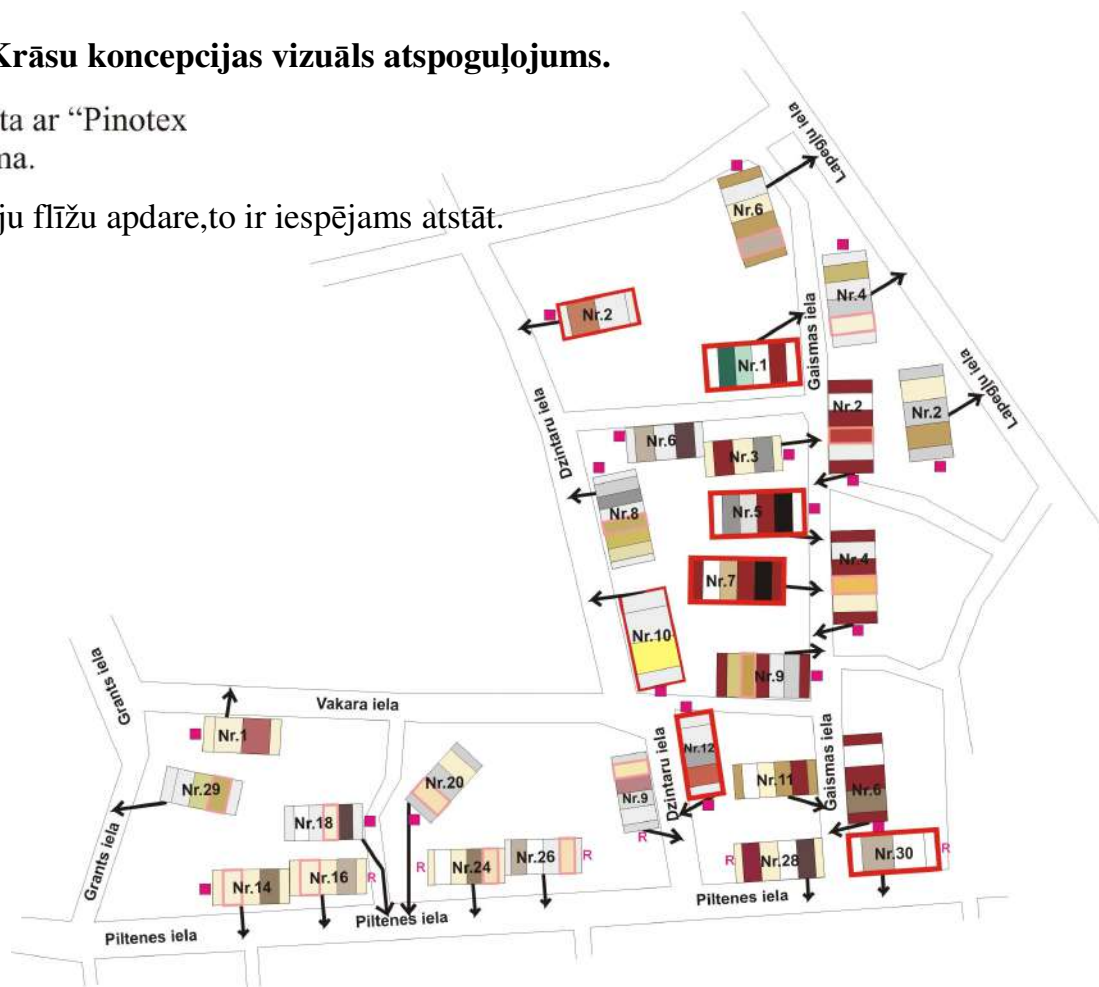 Krāsu koncepcijas vizuāls atspoguļojums.
ta ar “Pinotex
ma.
ju flīžu apdare,to ir iespējams atstāt.
Lapegļu iela
Nr.6
Nr.4
Nr.2
Gaismas iela
Nr.1
Lapegļu iela
Nr.2
Nr.2
Dzintaru iela
Nr.6
Nr.3
Nr.8
Nr.5
Nr.4
Nr.7
Nr.10
Nr.9
Grants iela
Vakara iela
Nr.1
Dzintaru iela
Nr.12
Gaismas iela
Nr.20
Nr.29
Nr.9
Nr.11
Nr.6
Nr.18
R
Nr.30
R
Grants iela
Nr.14
Nr.16
R
R
Nr.24
Nr.26
R
R
Nr.28
Piltenes iela
Piltenes iela
Piltenes iela